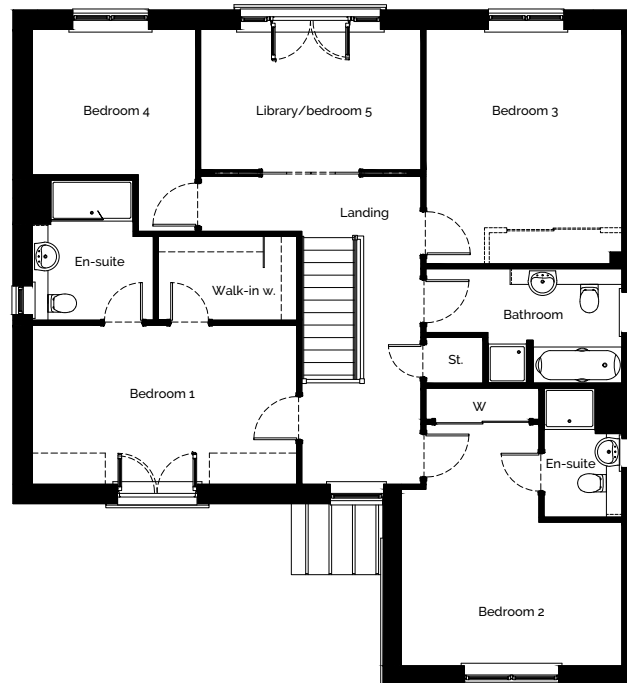 Bedroom 4
Library/bedroom 5
Bedroom 3
Landing
En-suite
Walk-in w.
Bathroom
St.
Bedroom 1
W
En-suite
Bedroom 2